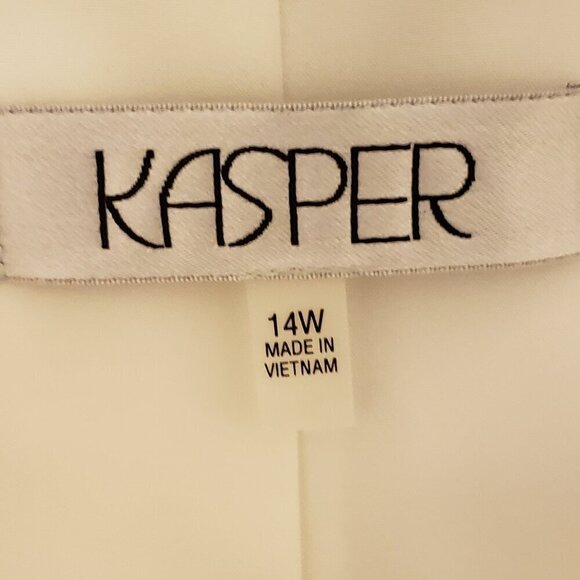 KASPER
14W
MADE IN
VIETNAM